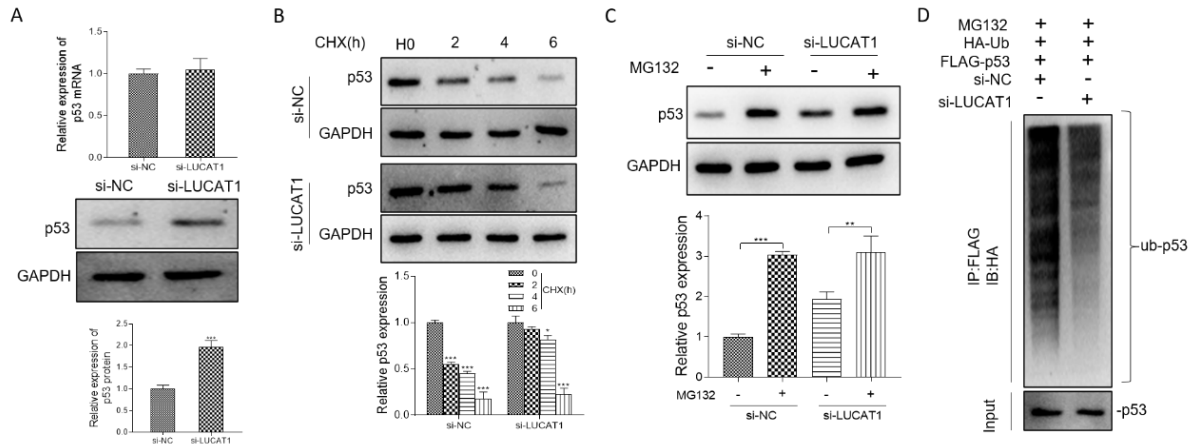 A
Relative expression of
p53 mRNA
1.5
1.0
0.5
0.0
si-NC
si-LUCAT1
si-NC
si-LUCAT1
p53
GAPDH
Relative expression of
p53 protein
2.5
2.0
1.5
1.0
0.5
0.0
***
si-NC
si-LUCAT1
B
CHX(h)
H0
2
4
6
si-NC
p53
GAPDH
si-LUCAT1
p53
GAPDH
Relative p53 expression
1.5
1.0
0.5
0.0
0
2
4
6
CHX(h)
***
***
***
*
***
si-NC
si-LUCAT1
C
si-NC
si-LUCAT1
MG132
-
+
-
+
p53
GAPDH
Relative p53 expression
4
3
2
1
0
***
**
MG132
-
+
-
+
si-NC
si-LUCAT1
D
MG132 + +
HA-Ub + +
FLAG-p53 + +
si-NC + -
si-LUCAT1 - +
IP:FLAG
IB:HA
ub-p53
Input
-p53